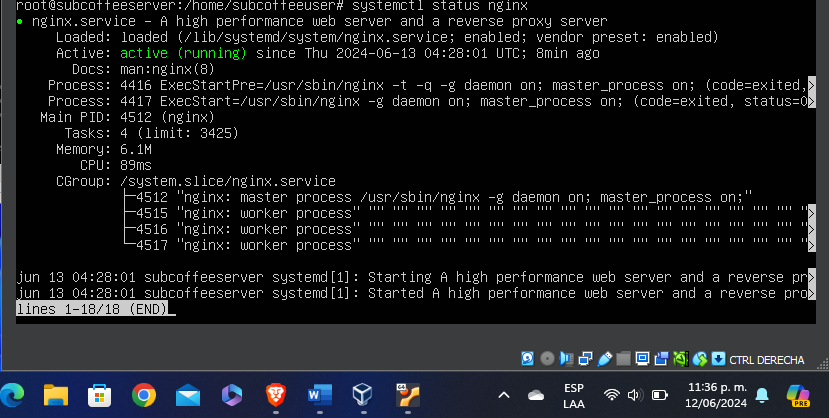 root@subcoffeeserver:/home/subcoffeeuser# systemctl status nginx
● nginx.service - A high performance web server and a reverse proxy server
Loaded: loaded (/lib/systemd/system/nginx.service; enabled; vendor preset: enabled)
Active: active (running) since Thu 2024-06-13 04:28:01 UTC; 8min ago
Docs: man:nginx(8)
Process: 4416 ExecStartPre=/usr/sbin/nginx -t -q -g daemon on; master_process on; (code=exited,>
Process: 4417 ExecStart=/usr/sbin/nginx -g daemon on; master_process on; (code=exited, status=0>
Main PID: 4512 (nginx)
Tasks: 4 (limit: 3425)
Memory: 6.1M
CPU: 89ms
CGroup: /system.slice/nginx.service
├─4512 "nginx: master process /usr/sbin/nginx -g daemon on; master_process on;"
├─4515 "nginx: worker process" "" "" "" "" "" "" "" "" "" "" "" "" "" "" "" "" >
├─4516 "nginx: worker process" "" "" "" "" "" "" "" "" "" "" "" "" "" "" "" "" >
└─4517 "nginx: worker process" "" "" "" "" "" "" "" "" "" "" "" "" "" "" "" "" >
jun 13 04:28:01 subcoffeeserver systemd[1]: Starting A high performance web server and a reverse pr>
jun 13 04:28:01 subcoffeeserver systemd[1]: Started A high performance web server and a reverse pro>
lines 1-18/18 (END)
CTRL DERECHA
ESP
LAA
11:36 p. m.
12/06/2024
PRE